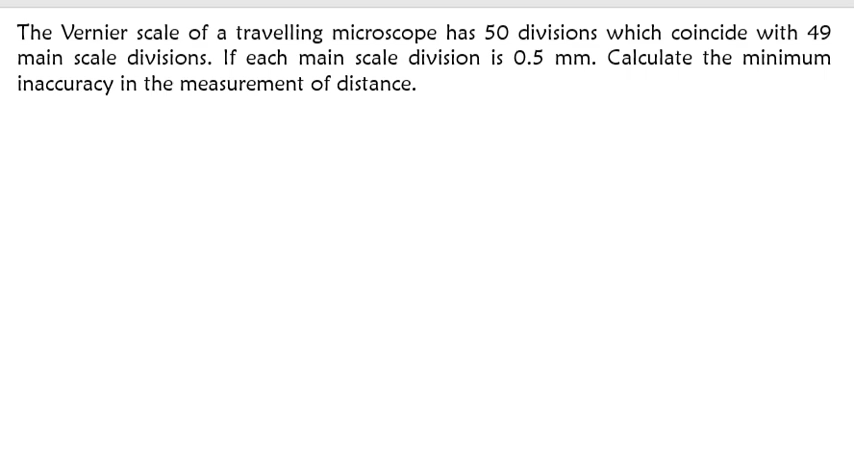 The Vernier scale of a travelling microscope has 50 divisions which coincide with 49
main scale divisions. If each main scale division is 0.5 mm. Calculate the minimum
inaccuracy in the measurement of distance.